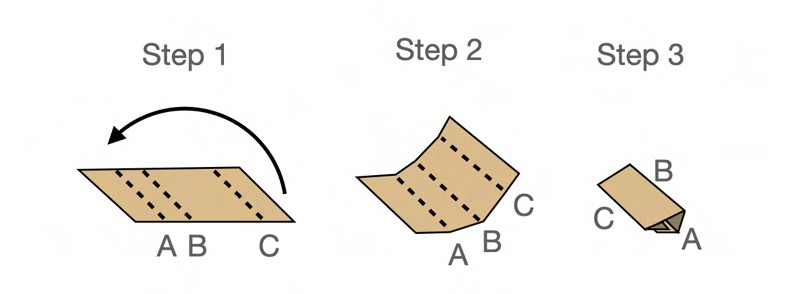 Step 1
Step 2
Step 3
A B C
A B C
C B A